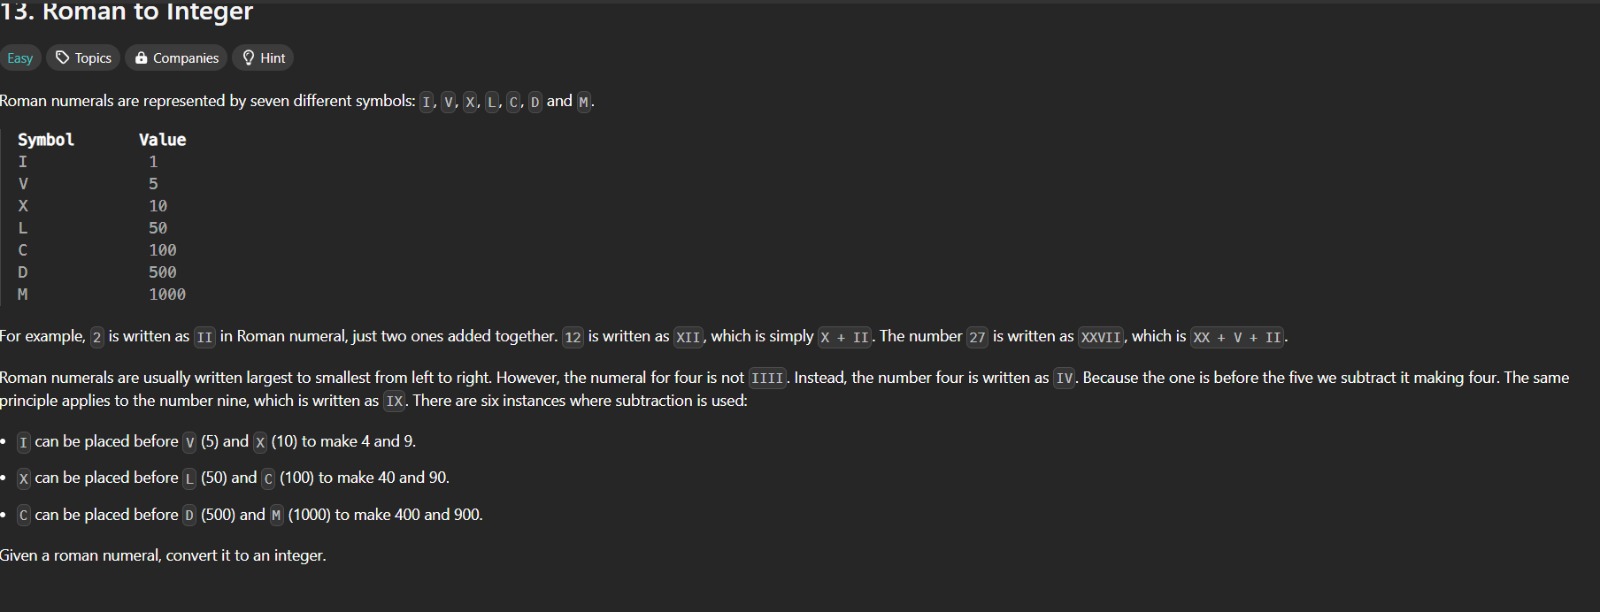 13. Roman to Integer
Easy Topics Companies Hint
Roman numerals are represented by seven different symbols: I, V, X, L, C, D and M.
Symbol Value
I 1
V 5
X 10
L 50
C 100
D 500
M 1000
For example, 2 is written as II in Roman numeral, just two ones added together. 12 is written as XII, which is simply X + II. The number 27 is written as XXVII, which is XX + V + II.
Roman numerals are usually written largest to smallest from left to right. However, the numeral for four is not IIII. Instead, the number four is written as IV. Because the one is before the five we subtract it making four. The same
principle applies to the number nine, which is written as IX. There are six instances where subtraction is used:
• I can be placed before V (5) and X (10) to make 4 and 9.
• X can be placed before L (50) and C (100) to make 40 and 90.
• C can be placed before D (500) and M (1000) to make 400 and 900.
Given a roman numeral, convert it to an integer.